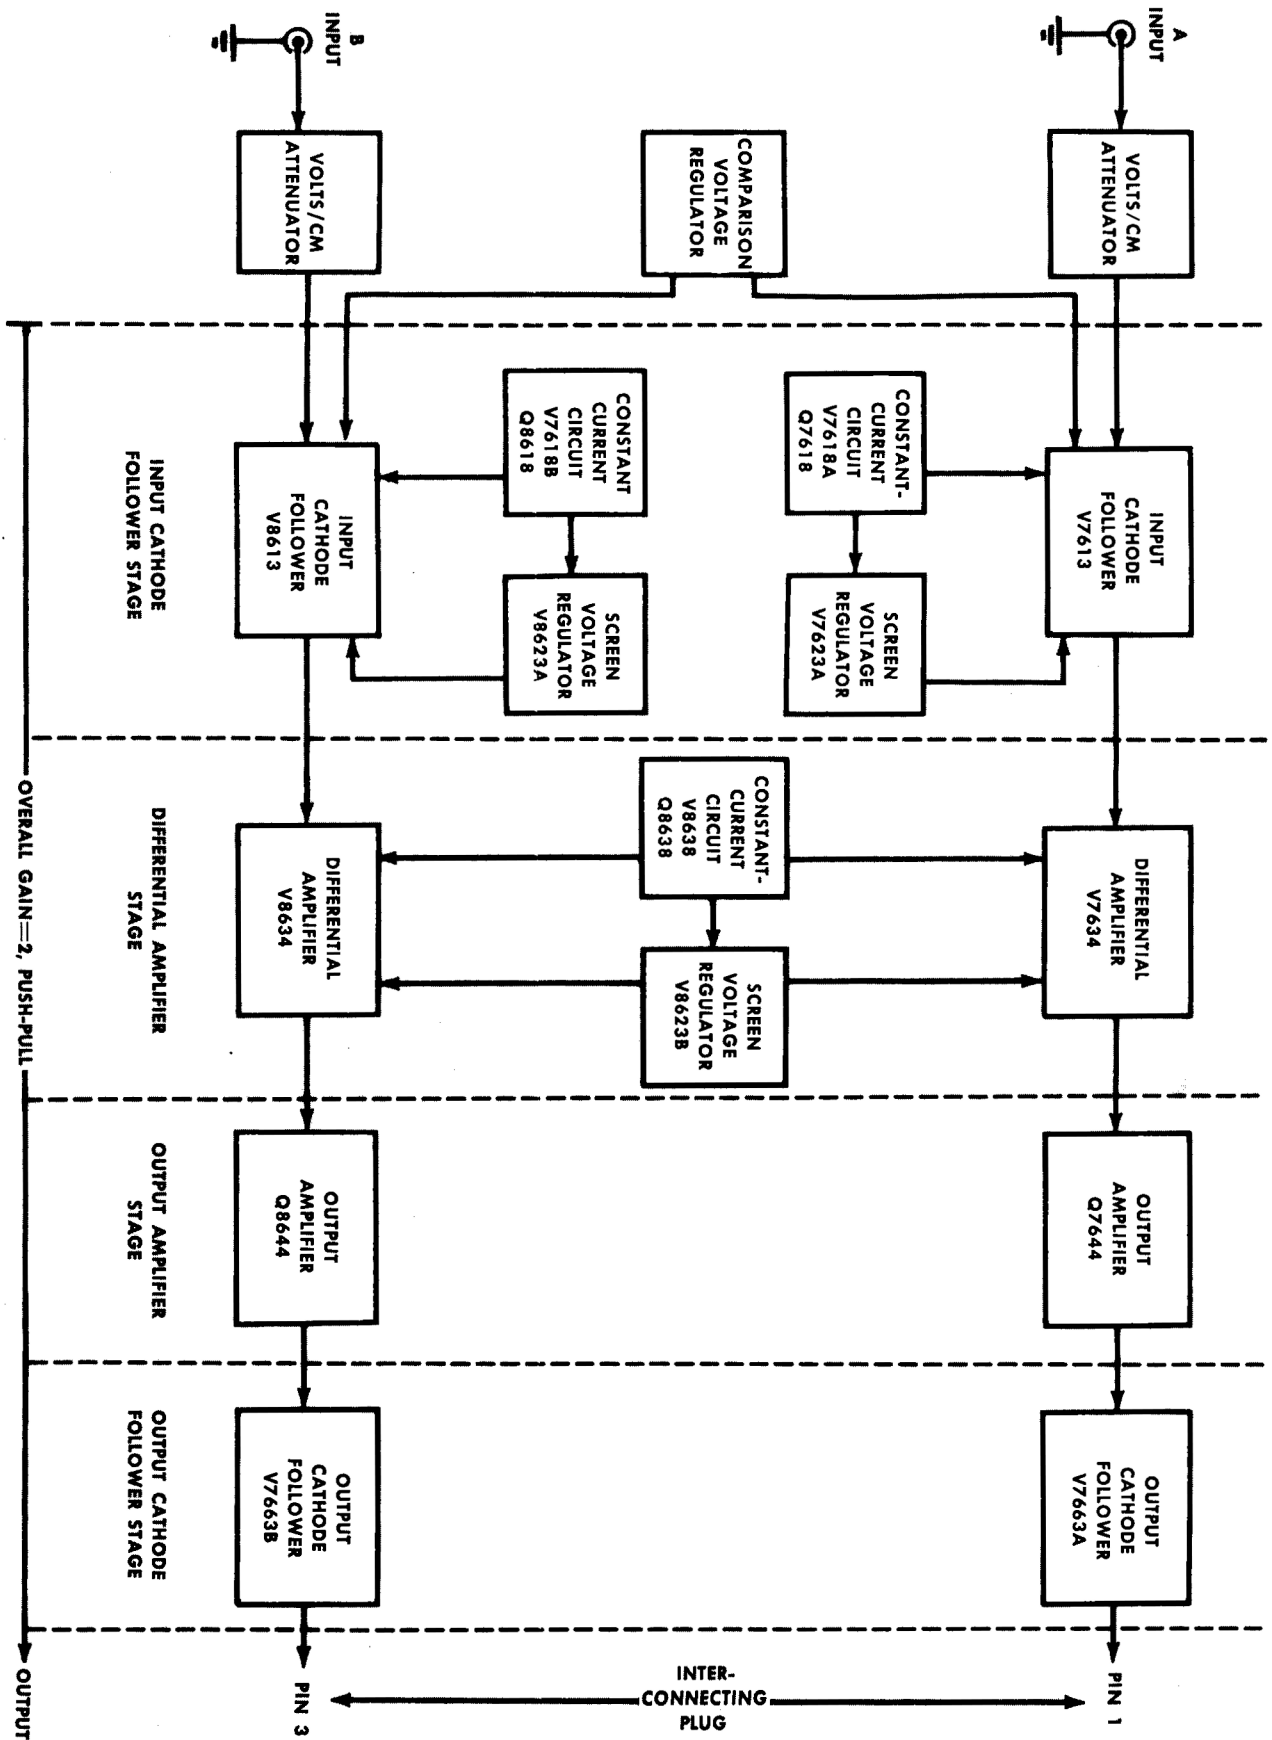 A
INPUT
VOLTS/CM
ATTENUATOR
INPUT
CATHODE
FOLLOWER
V7613
DIFFERENTIAL
AMPLIFIER
V7634
OUTPUT
AMPLIFIER
Q7644
OUTPUT
CATHODE
FOLLOWER
V7663A
PIN 1
CONSTANT-
CURRENT
CIRCUIT
V7618A
Q7618
SCREEN
VOLTAGE
REGULATOR
V7623A
COMPARISON
VOLTAGE
REGULATOR
CONSTANT-
CURRENT
CIRCUIT
V8638
Q8638
SCREEN
VOLTAGE
REGULATOR
V8623B
INTER-
CONNECTING
PLUG
CONSTANT
CURRENT
CIRCUIT
V7618B
Q8618
SCREEN
VOLTAGE
REGULATOR
V8623A
B
INPUT
VOLTS/CM
ATTENUATOR
INPUT
CATHODE
FOLLOWER
V8613
DIFFERENTIAL
AMPLIFIER
V8634
OUTPUT
AMPLIFIER
Q8644
OUTPUT
CATHODE
FOLLOWER
V7663B
PIN 3
INPUT CATHODE
FOLLOWER STAGE
DIFFERENTIAL AMPLIFIER
STAGE
OUTPUT AMPLIFIER
STAGE
OUTPUT CATHODE
FOLLOWER STAGE
OVERALL GAIN=2, PUSH-PULL
OUTPUT